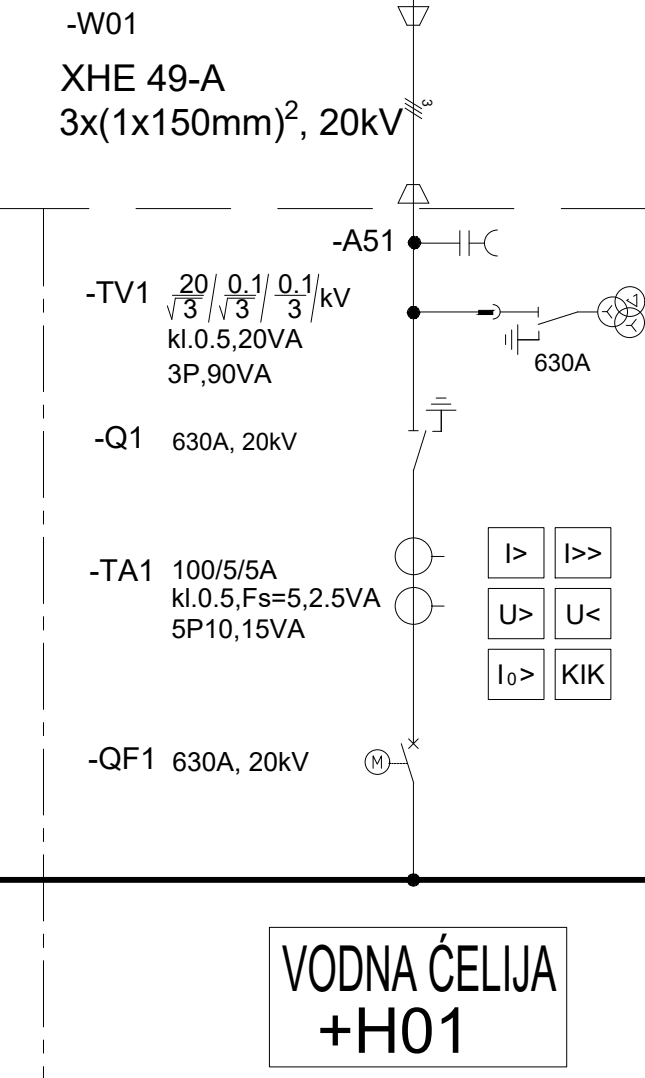 -W01
XHE 49-A
3x(1x150mm)², 20kV
3
-A51
-TV1 20/√3 / 0.1/√3 / 0.1/3 / kV
kl.0.5,20VA
3P,90VA
630A
-Q1 630A, 20kV
-TA1 100/5/5A
kl.0.5,Fs=5,2.5VA
5P10,15VA
I> I>>
U> U<
I₀> KIK
-QF1 630A, 20kV
M
VODNA ĆELIJA
+H01